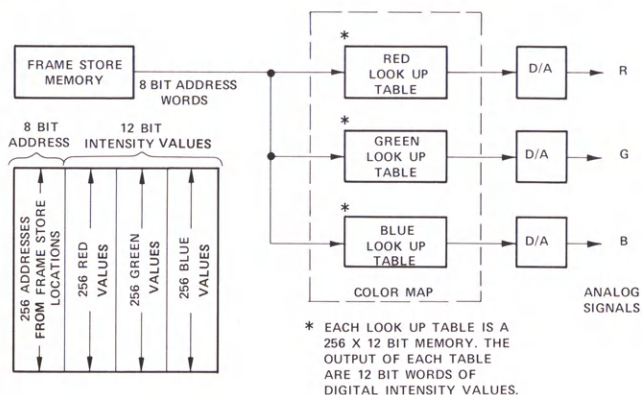 FRAME STORE
MEMORY
8 BIT ADDRESS
WORDS
*
RED
LOOK UP
TABLE
D/A
R
*
GREEN
LOOK UP
TABLE
D/A
G
*
BLUE
LOOK UP
TABLE
D/A
B
COLOR MAP
ANALOG
SIGNALS
8 BIT
ADDRESS
12 BIT
INTENSITY VALUES
256 ADDRESSES
FROM FRAME STORE
LOCATIONS
256 RED
VALUES
256 GREEN
VALUES
256 BLUE
VALUES
* EACH LOOK UP TABLE IS A
256 X 12 BIT MEMORY. THE
OUTPUT OF EACH TABLE
ARE 12 BIT WORDS OF
DIGITAL INTENSITY VALUES.